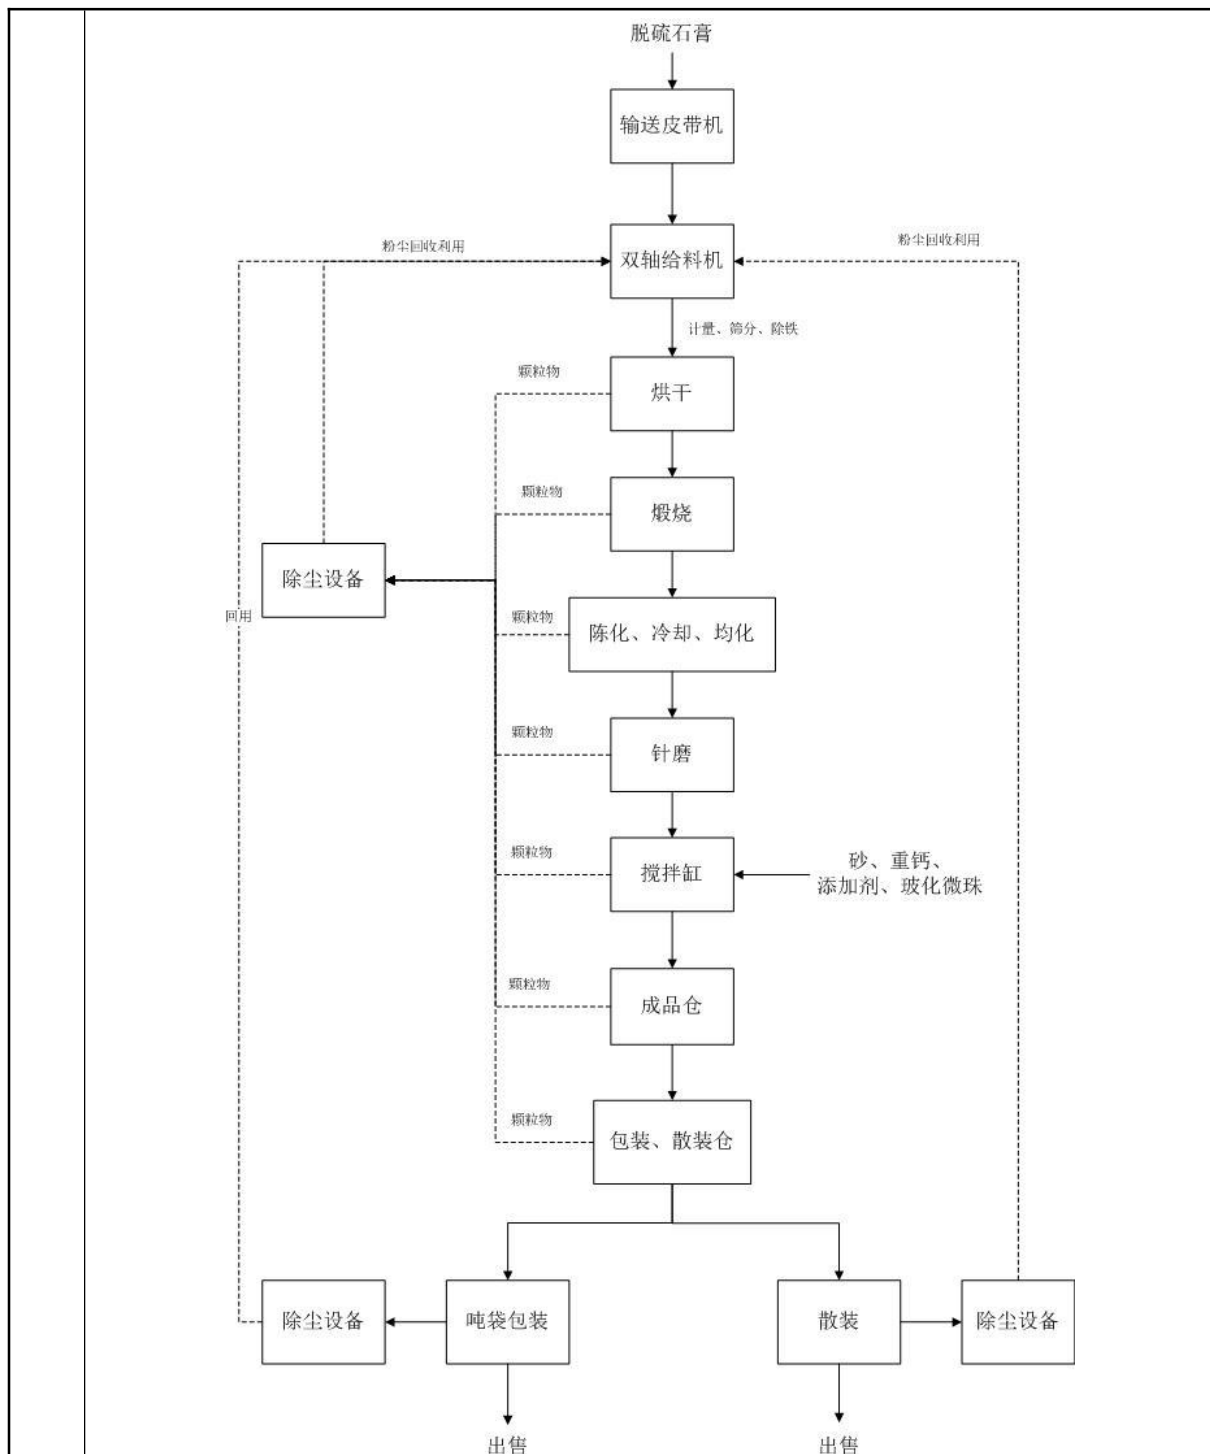 脱硫石膏
输送皮带机
粉尘回收利用
粉尘回收利用
双轴给料机
计量、筛分、除铁
颗粒物
烘干
颗粒物
煅烧
除尘设备
回用
颗粒物
陈化、冷却、均化
颗粒物
针磨
颗粒物
搅拌缸
砂、重钙、
添加剂、玻化微珠
颗粒物
成品仓
颗粒物
包装、散装仓
除尘设备
吨袋包装
散装
除尘设备
出售
出售